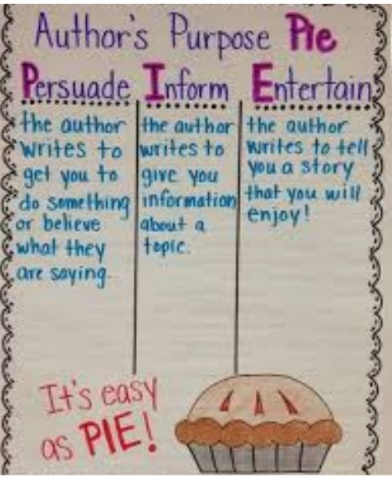 Author's Purpose Pie
Persuade Inform Entertain
the author
writes to
get you to
do something
or believe
what they
are saying.
the author
writes to
give you
information
about a
topic.
the author
writes to tell
you a story
that you will
enjoy!
It's easy
as PIE!